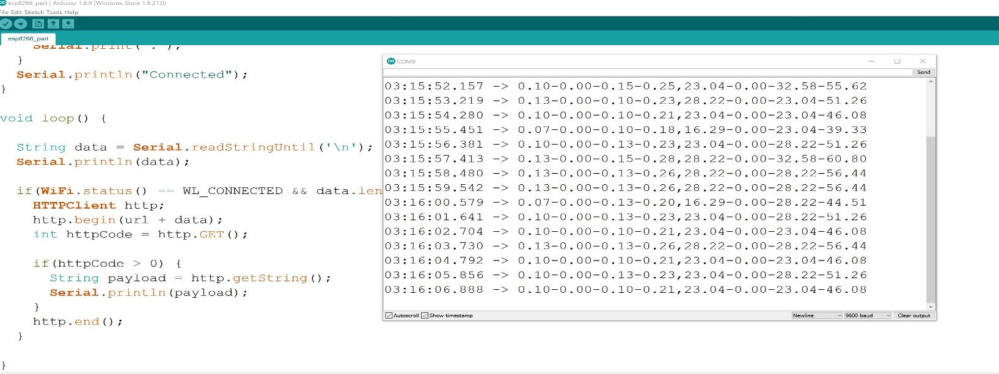 esp8266_part | Arduino 1.8.9 (Windows Store 1.8.21.0)
File Edit Sketch Tools Help
esp8266_part
Serial.print(" . ");
}
Serial.println("Connected");
}
void loop() {
String data = Serial.readStringUntil('\n');
Serial.println(data);
if(WiFi.status() == WL_CONNECTED && data.len
HTTPClient http;
http.begin(url + data);
int httpCode = http.GET();
if(httpCode > 0) {
String payload = http.getString();
Serial.println(payload);
}
http.end();
}
}
COM9
Send
03:15:52.157 -> 0.10-0.00-0.15-0.25,23.04-0.00-32.58-55.62
03:15:53.219 -> 0.13-0.00-0.10-0.23,28.22-0.00-23.04-51.26
03:15:54.280 -> 0.10-0.00-0.10-0.21,23.04-0.00-23.04-46.08
03:15:55.451 -> 0.07-0.00-0.10-0.18,16.29-0.00-23.04-39.33
03:15:56.381 -> 0.10-0.00-0.13-0.23,23.04-0.00-28.22-51.26
03:15:57.413 -> 0.13-0.00-0.15-0.28,28.22-0.00-32.58-60.80
03:15:58.480 -> 0.13-0.00-0.13-0.26,28.22-0.00-28.22-56.44
03:15:59.542 -> 0.13-0.00-0.13-0.26,28.22-0.00-28.22-56.44
03:16:00.579 -> 0.07-0.00-0.13-0.20,16.29-0.00-28.22-44.51
03:16:01.641 -> 0.10-0.00-0.13-0.23,23.04-0.00-28.22-51.26
03:16:02.704 -> 0.10-0.00-0.10-0.21,23.04-0.00-23.04-46.08
03:16:03.730 -> 0.13-0.00-0.13-0.26,28.22-0.00-28.22-56.44
03:16:04.792 -> 0.10-0.00-0.10-0.21,23.04-0.00-23.04-46.08
03:16:05.856 -> 0.10-0.00-0.13-0.23,23.04-0.00-28.22-51.26
03:16:06.888 -> 0.10-0.00-0.10-0.21,23.04-0.00-23.04-46.08
Autoscroll Show timestamp
Newline
9600 baud
Clear output